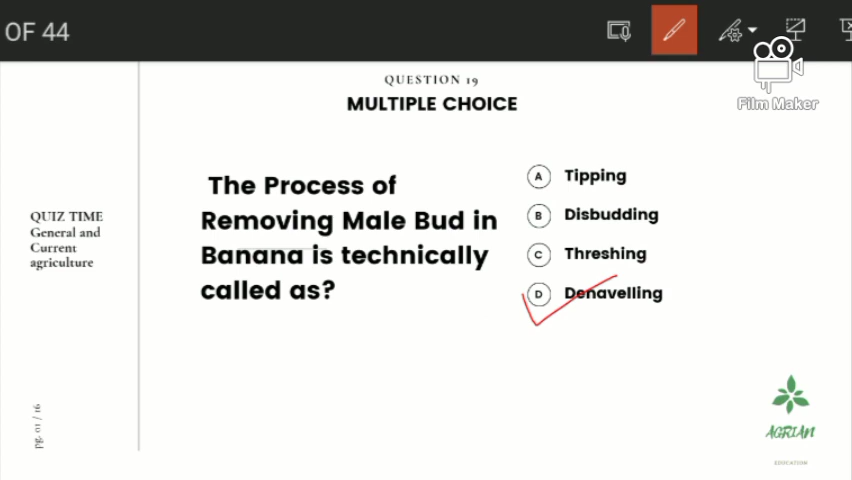 OF 44
Film Maker
QUESTION 19
MULTIPLE CHOICE
The Process of
Removing Male Bud in
Banana is technically
called as?
A Tipping
B Disbudding
C Threshing
D Denavelling
QUIZ TIME
General and
Current
agriculture
pg. 01 / 16
AGRIAN
EDUCATION